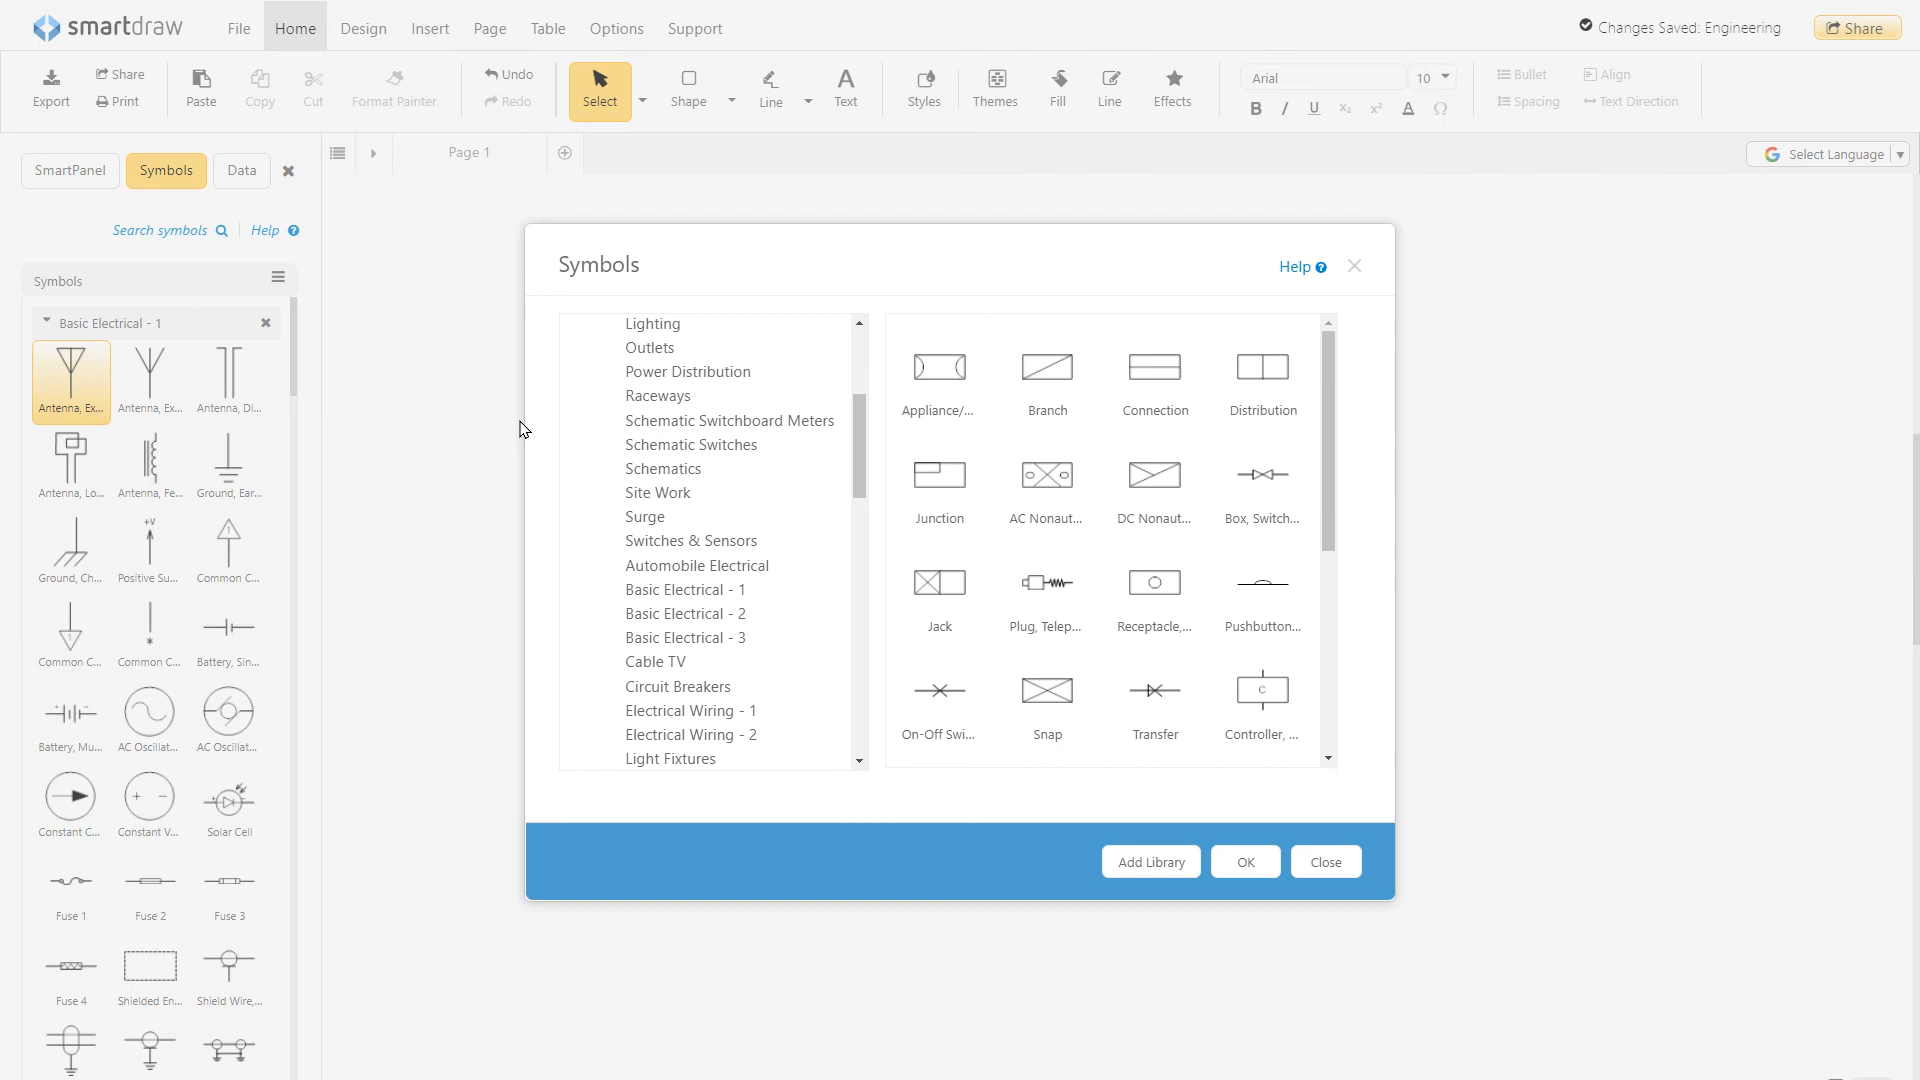 smartdraw
File Home Design Insert Page Table Options Support
Changes Saved: Engineering
Share
Export
Share
Print
Paste Copy Cut Format Painter
Undo
Redo
Select Shape Line Text Styles Themes Fill Line Effects
Arial 10
B I U x₂ x² A Ω
Bullet Align
Spacing Text Direction
SmartPanel Symbols Data
Page 1
Select Language
Search symbols Help
Symbols
Basic Electrical - 1
Antenna, Ex... Antenna, Ex... Antenna, Di...
Antenna, Lo... Antenna, Fe... Ground, Ear...
+V
1
Ground, Ch... Positive Su... Common C...
1
*
Common C... Common C... Battery, Sin...
Battery, Mu... AC Oscillat... AC Oscillat...
Constant C... Constant V... Solar Cell
Fuse 1 Fuse 2 Fuse 3
Fuse 4 Shielded En... Shield Wire,...
Symbols
Help
Lighting
Outlets
Power Distribution
Raceways
Schematic Switchboard Meters
Schematic Switches
Schematics
Site Work
Surge
Switches & Sensors
Automobile Electrical
Basic Electrical - 1
Basic Electrical - 2
Basic Electrical - 3
Cable TV
Circuit Breakers
Electrical Wiring - 1
Electrical Wiring - 2
Light Fixtures
Appliance/... Branch Connection Distribution
Junction AC Nonaut... DC Nonaut... Box, Switch...
Jack Plug, Telep... Receptacle,... Pushbutton...
C
On-Off Swi... Snap Transfer Controller, ...
Add Library OK Close